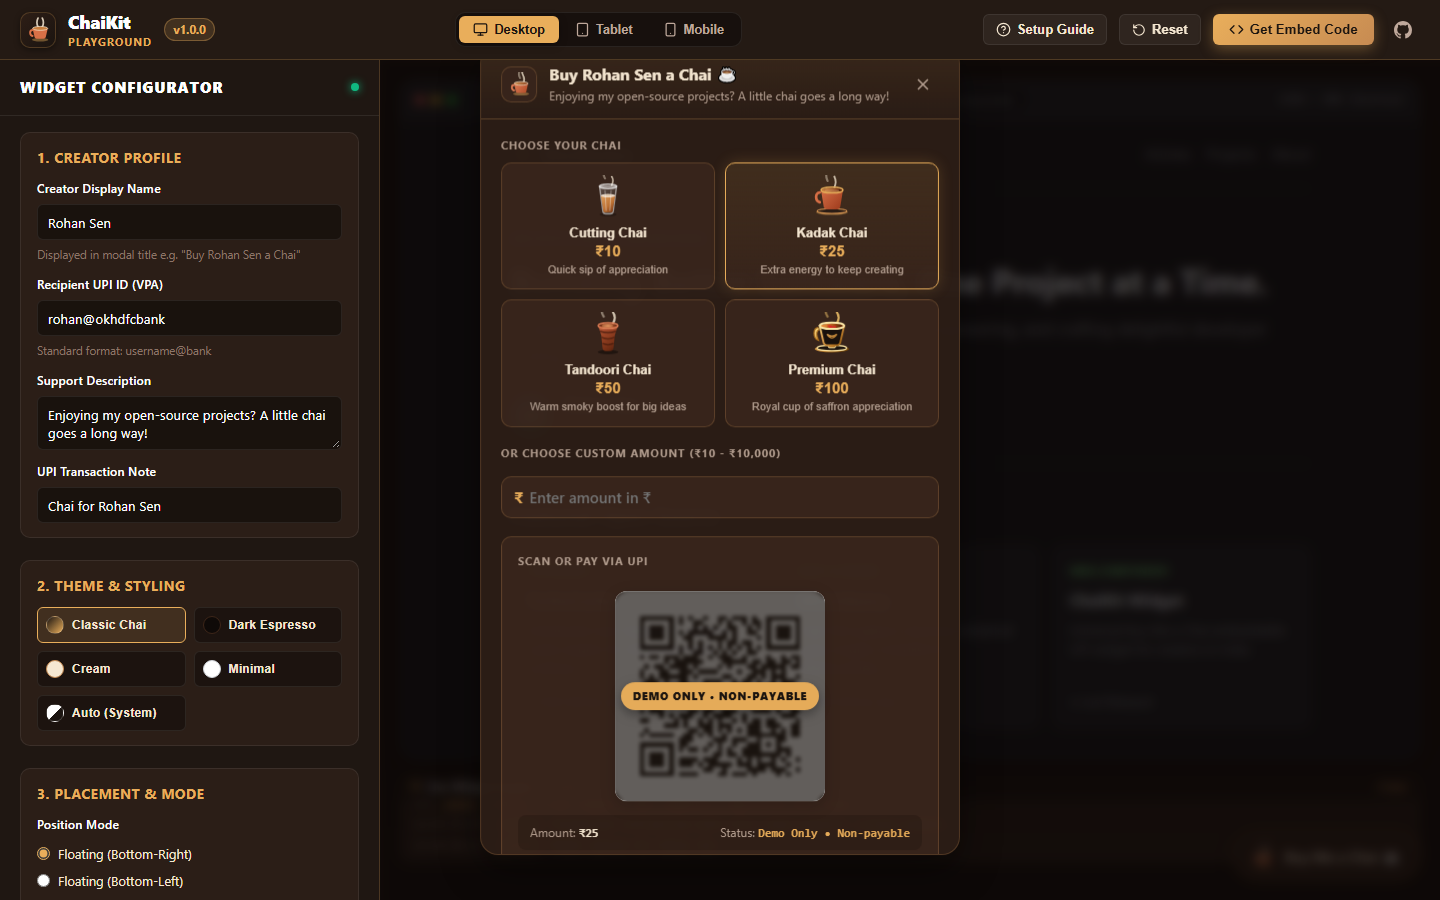 ChaiKit
PLAYGROUND
v1.0.0
Desktop
Tablet
Mobile
Setup Guide
Reset
Get Embed Code
WIDGET CONFIGURATOR
1. CREATOR PROFILE
Creator Display Name
Rohan Sen
Displayed in modal title e.g. "Buy Rohan Sen a Chai"
Recipient UPI ID (VPA)
rohan@okhdfcbank
Standard format: username@bank
Support Description
Enjoying my open-source projects? A little chai
goes a long way!
UPI Transaction Note
Chai for Rohan Sen
2. THEME & STYLING
Classic Chai
Dark Espresso
Cream
Minimal
Auto (System)
3. PLACEMENT & MODE
Position Mode
Floating (Bottom-Right)
Floating (Bottom-Left)
Buy Rohan Sen a Chai ☕
Enjoying my open-source projects? A little chai goes a long way!
CHOOSE YOUR CHAI
Cutting Chai
₹10
Quick sip of appreciation
Kadak Chai
₹25
Extra energy to keep creating
Tandoori Chai
₹50
Warm smoky boost for big ideas
Premium Chai
₹100
Royal cup of saffron appreciation
OR CHOOSE CUSTOM AMOUNT (₹10 - ₹10,000)
₹ Enter amount in ₹
SCAN OR PAY VIA UPI
DEMO ONLY • NON-PAYABLE
Amount: ₹25
Status: Demo Only • Non-payable
Project at a Time.